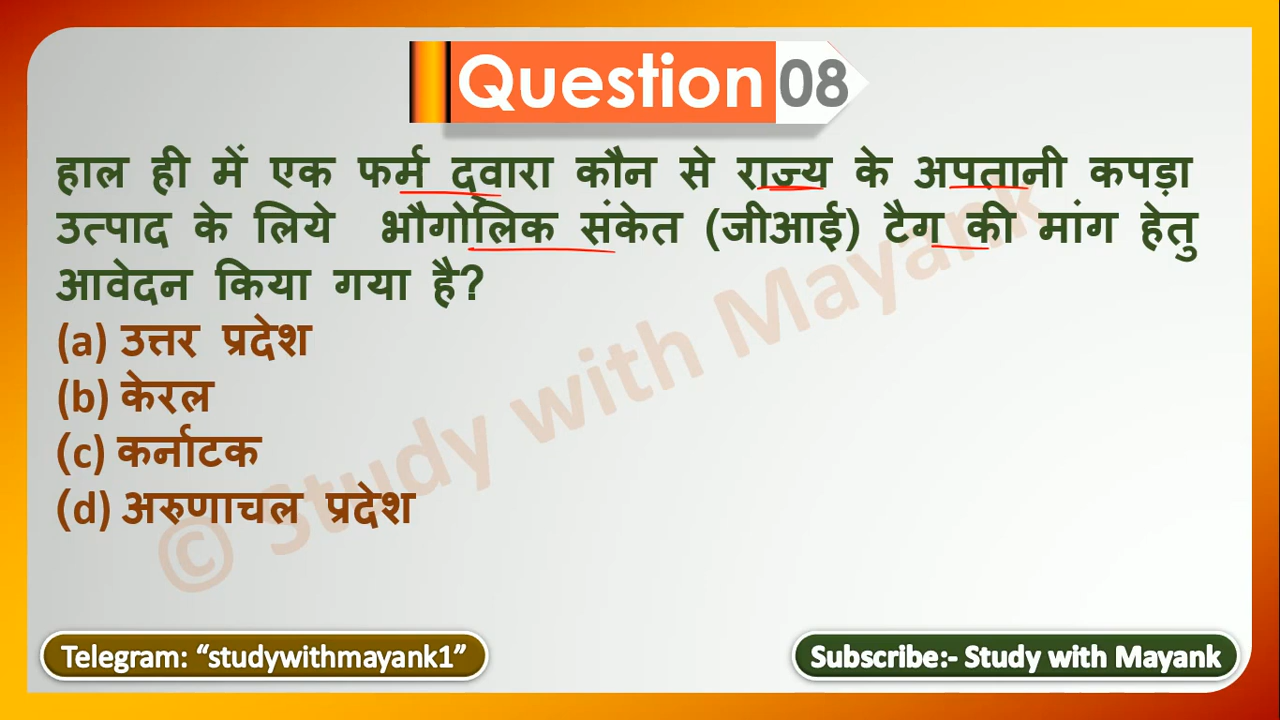 Question 08
हाल ही में एक फर्म द्वारा कौन से राज्य के अपतानी कपड़ा
उत्पाद के लिये भौगोलिक संकेत (जीआई) टैग की मांग हेतु
आवेदन किया गया है?
(a) उत्तर प्रदेश
(b) केरल
(c) कर्नाटक
(d) अरुणाचल प्रदेश
© Study with Mayank
Telegram: “studywithmayank1”
Subscribe:- Study with Mayank